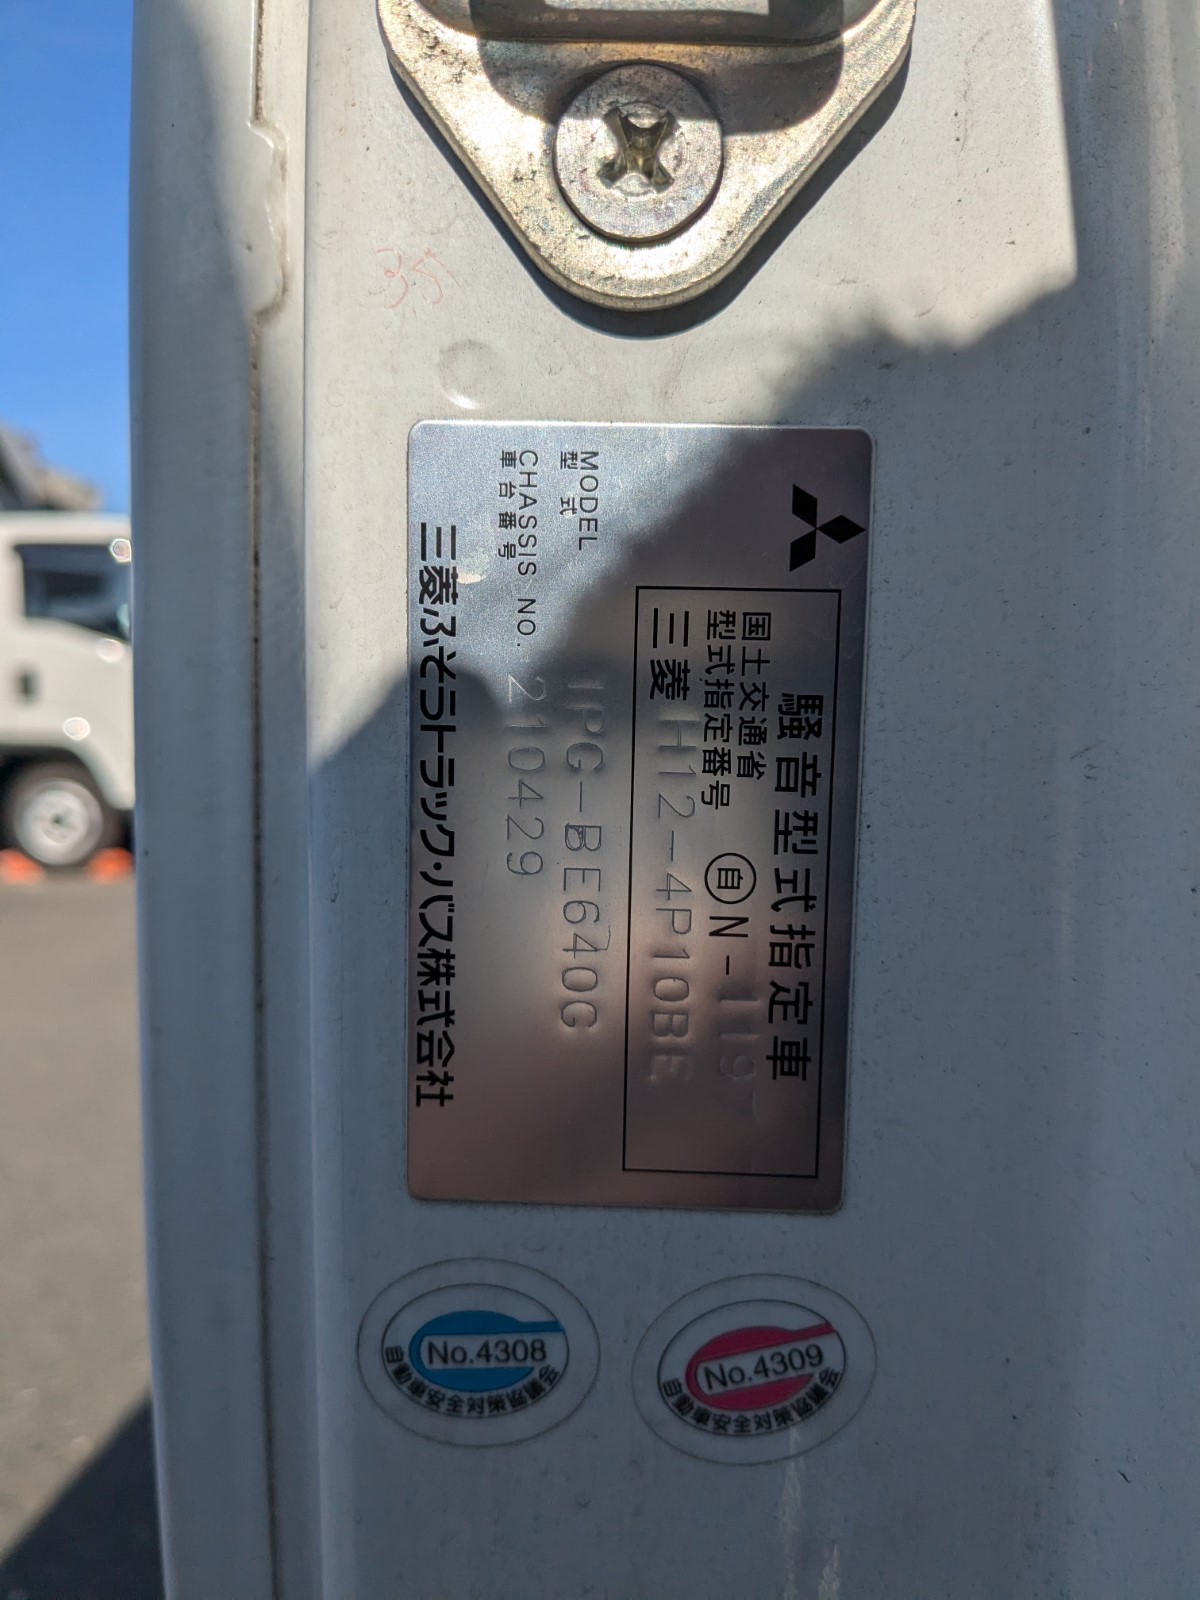 35
騒音型式指定車
国土交通省
型式指定番号 自 N-119
三菱 H12-4P10BE
MODEL
型式
TPG-BE640G
CHASSIS NO.
車台番号
210429
三菱ふそうトラック・バス株式会社
No.4308
自動車安全対策協議会
No.4309
自動車安全対策協議会